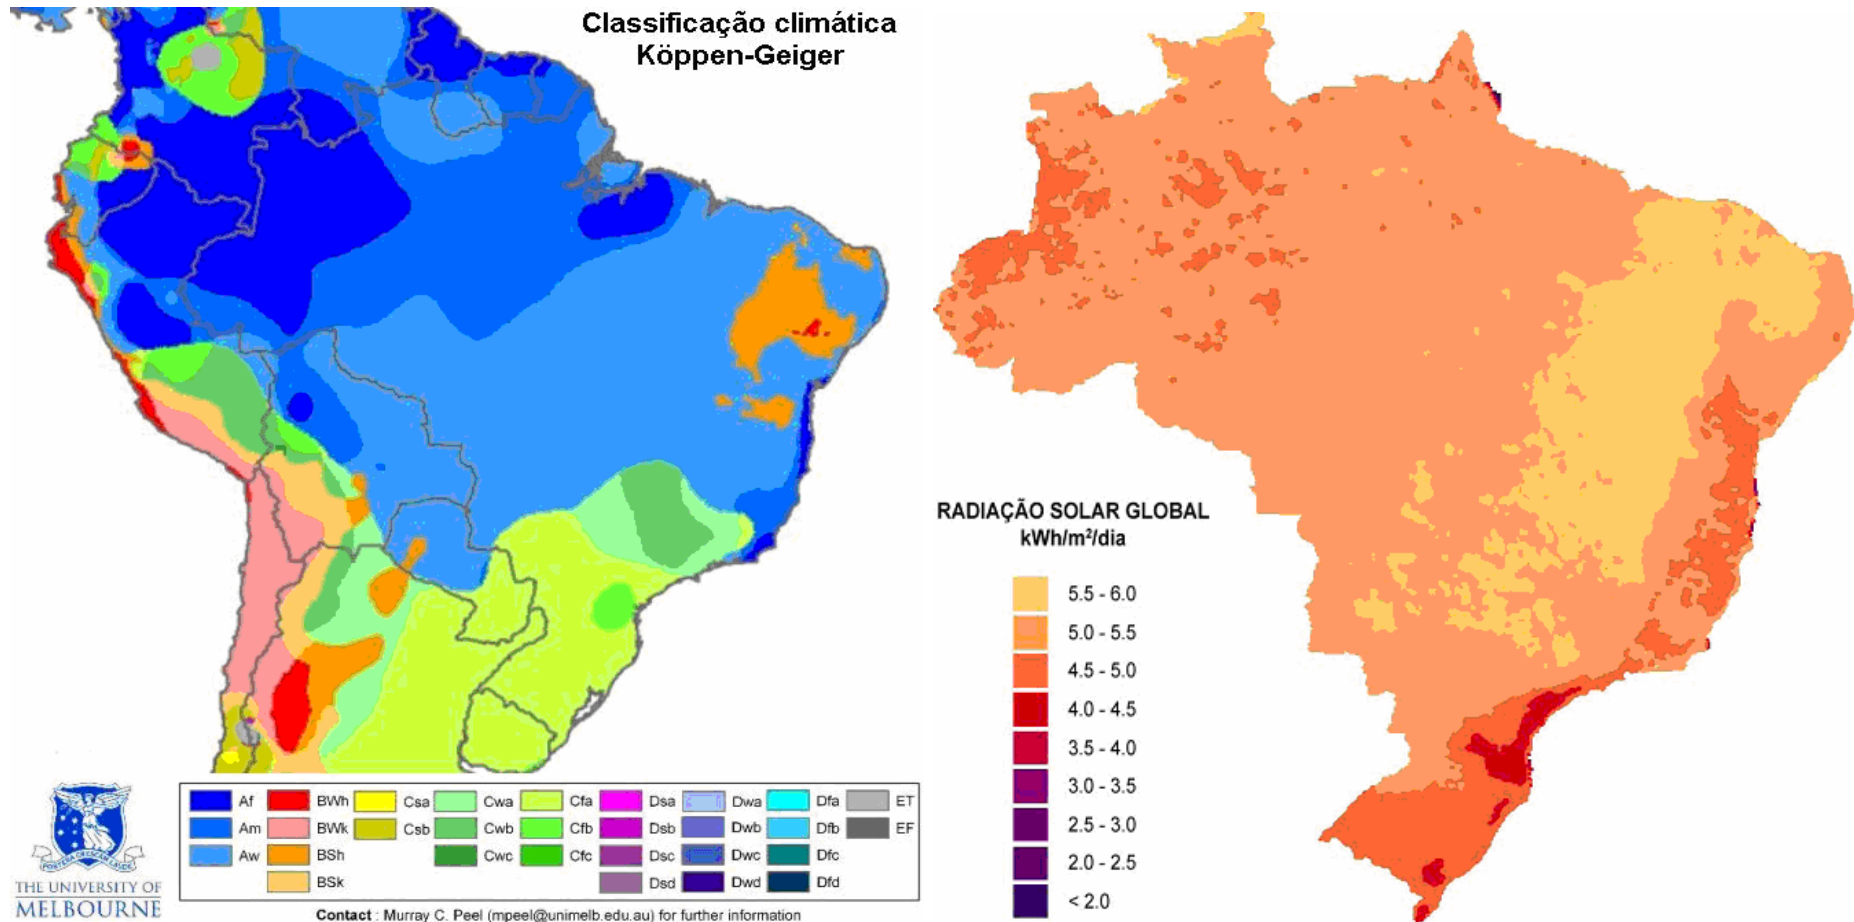 Classificação climática
Köppen-Geiger
RADIAÇÃO SOLAR GLOBAL
kWh/m²/dia
5.5 - 6.0
5.0 - 5.5
4.5 - 5.0
4.0 - 4.5
3.5 - 4.0
3.0 - 3.5
2.5 - 3.0
2.0 - 2.5
< 2.0
Af BWh Csa Cwa Cfa Dsa Dwa Dfa ET
Am BWk Csb Cwb Cfb Dsb Dwb Dfb EF
Aw BSh Cwc Cfc Dsc Dwc Dfc
BSk Dsd Dwd Dfd
THE UNIVERSITY OF
MELBOURNE
Contact : Murray C. Peel (mpeel@unimelb.edu.au) for further information